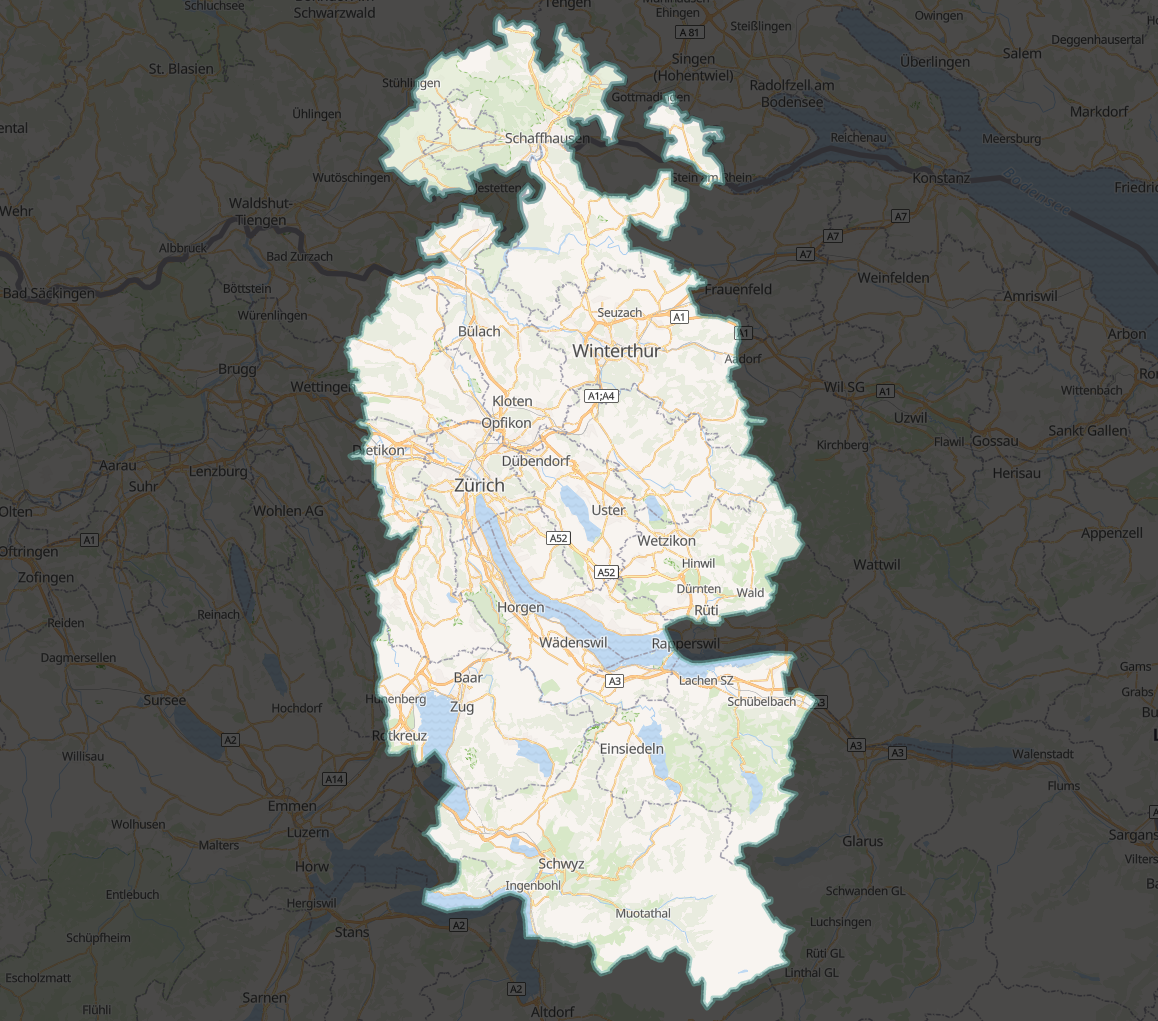 Schluchsee
Schwarzwald
Tengen
Ehingen
Steißlingen
Owingen
A 81
Deggenhausertal
Salem
Überlingen
Singen
(Hohentwiel)
St. Blasien
Stühlingen
Radolfzell am
Bodensee
Gottmadingen
Markdorf
Ühlingen
Schaffhausen
Reichenau
Meersburg
Wutöschingen
Jestetten
Stein am Rhein
Konstanz
Wehr
Waldshut-
Tiengen
A7
A7
A7
Albbruck
Bad Zurzach
Weinfelden
Bad Säckingen
Böttstein
Frauenfeld
Amriswil
Würenlingen
Seuzach
A1
Bülach
A1
Arbon
Winterthur
Aadorf
Brugg
Wettingen
Wil SG
A1
Wittenbach
A1;A4
Kloten
Opfikon
Uzwil
Sankt Gallen
Kirchberg
Flawil
Gossau
Dietikon
Dübendorf
Aarau
Lenzburg
Herisau
Suhr
Zürich
Olten
Wohlen AG
Uster
A1
A52
Wetzikon
Appenzell
Oftringen
Hinwil
Wattwil
Zofingen
A52
Dürnten
Wald
Reinach
Horgen
Rüti
Reiden
Wädenswil
Rapperswil
Dagmersellen
Gams
Baar
A3
Lachen SZ
Grabs
Sursee
Hünenberg
Zug
Schübelbach
A3
Hochdorf
Rotkreuz
A2
Einsiedeln
A3
A3
Walenstadt
Willisau
A14
Flums
Emmen
Wolhusen
Luzern
Malters
Glarus
Sargans
Horw
Schwyz
Ingenbohl
Schwanden GL
Entlebuch
Hergiswil
Muotathal
Luchsingen
A2
Stans
Schüpfheim
Rüti GL
Linthal GL
Escholzmatt
A2
Sarnen
Flühli
Altdorf